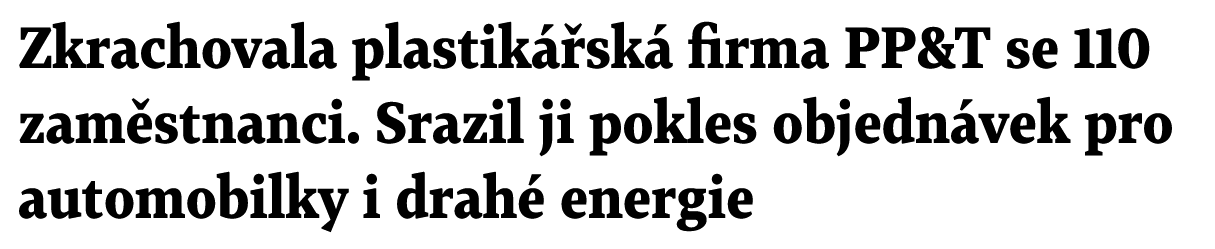 Zkrachovala plastikářská firma PP&T se 110
zaměstnanci. Srazil ji pokles objednávek pro
automobilky i drahé energie